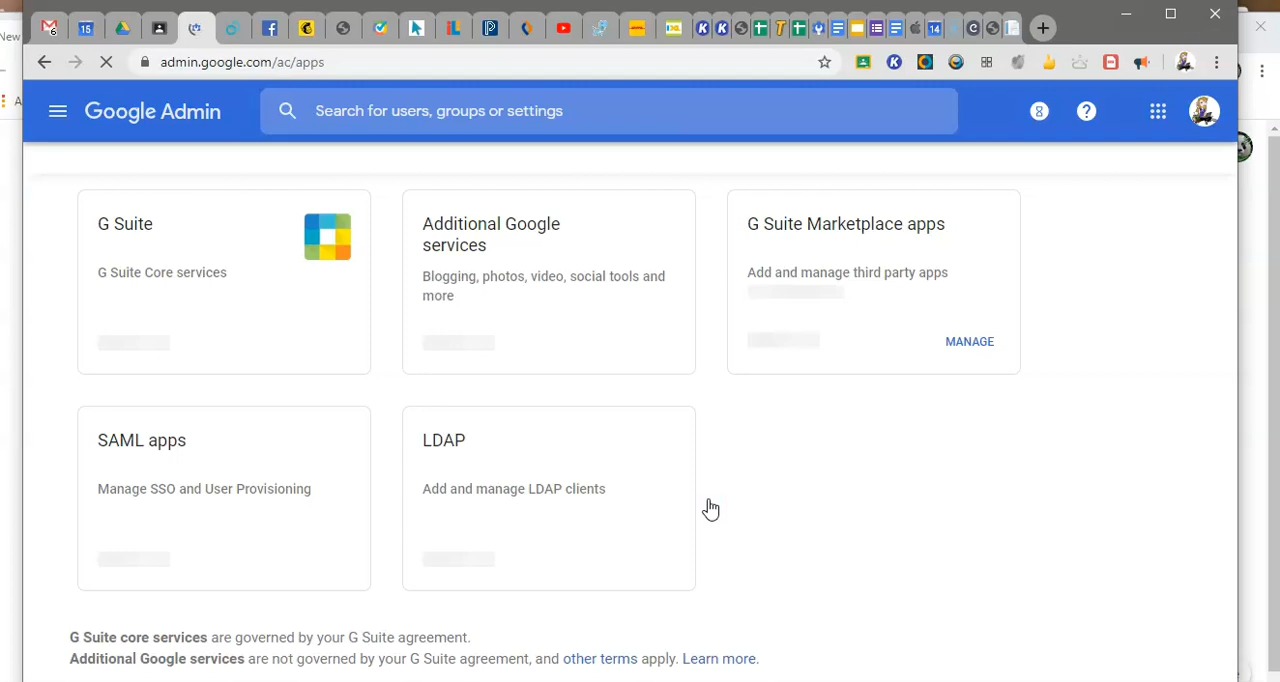 New
admin.google.com/ac/apps
A
Google Admin
Search for users, groups or settings
G Suite
G Suite Core services
Additional Google
services
Blogging, photos, video, social tools and
more
G Suite Marketplace apps
Add and manage third party apps
MANAGE
SAML apps
Manage SSO and User Provisioning
LDAP
Add and manage LDAP clients
G Suite core services are governed by your G Suite agreement.
Additional Google services are not governed by your G Suite agreement, and other terms apply. Learn more.